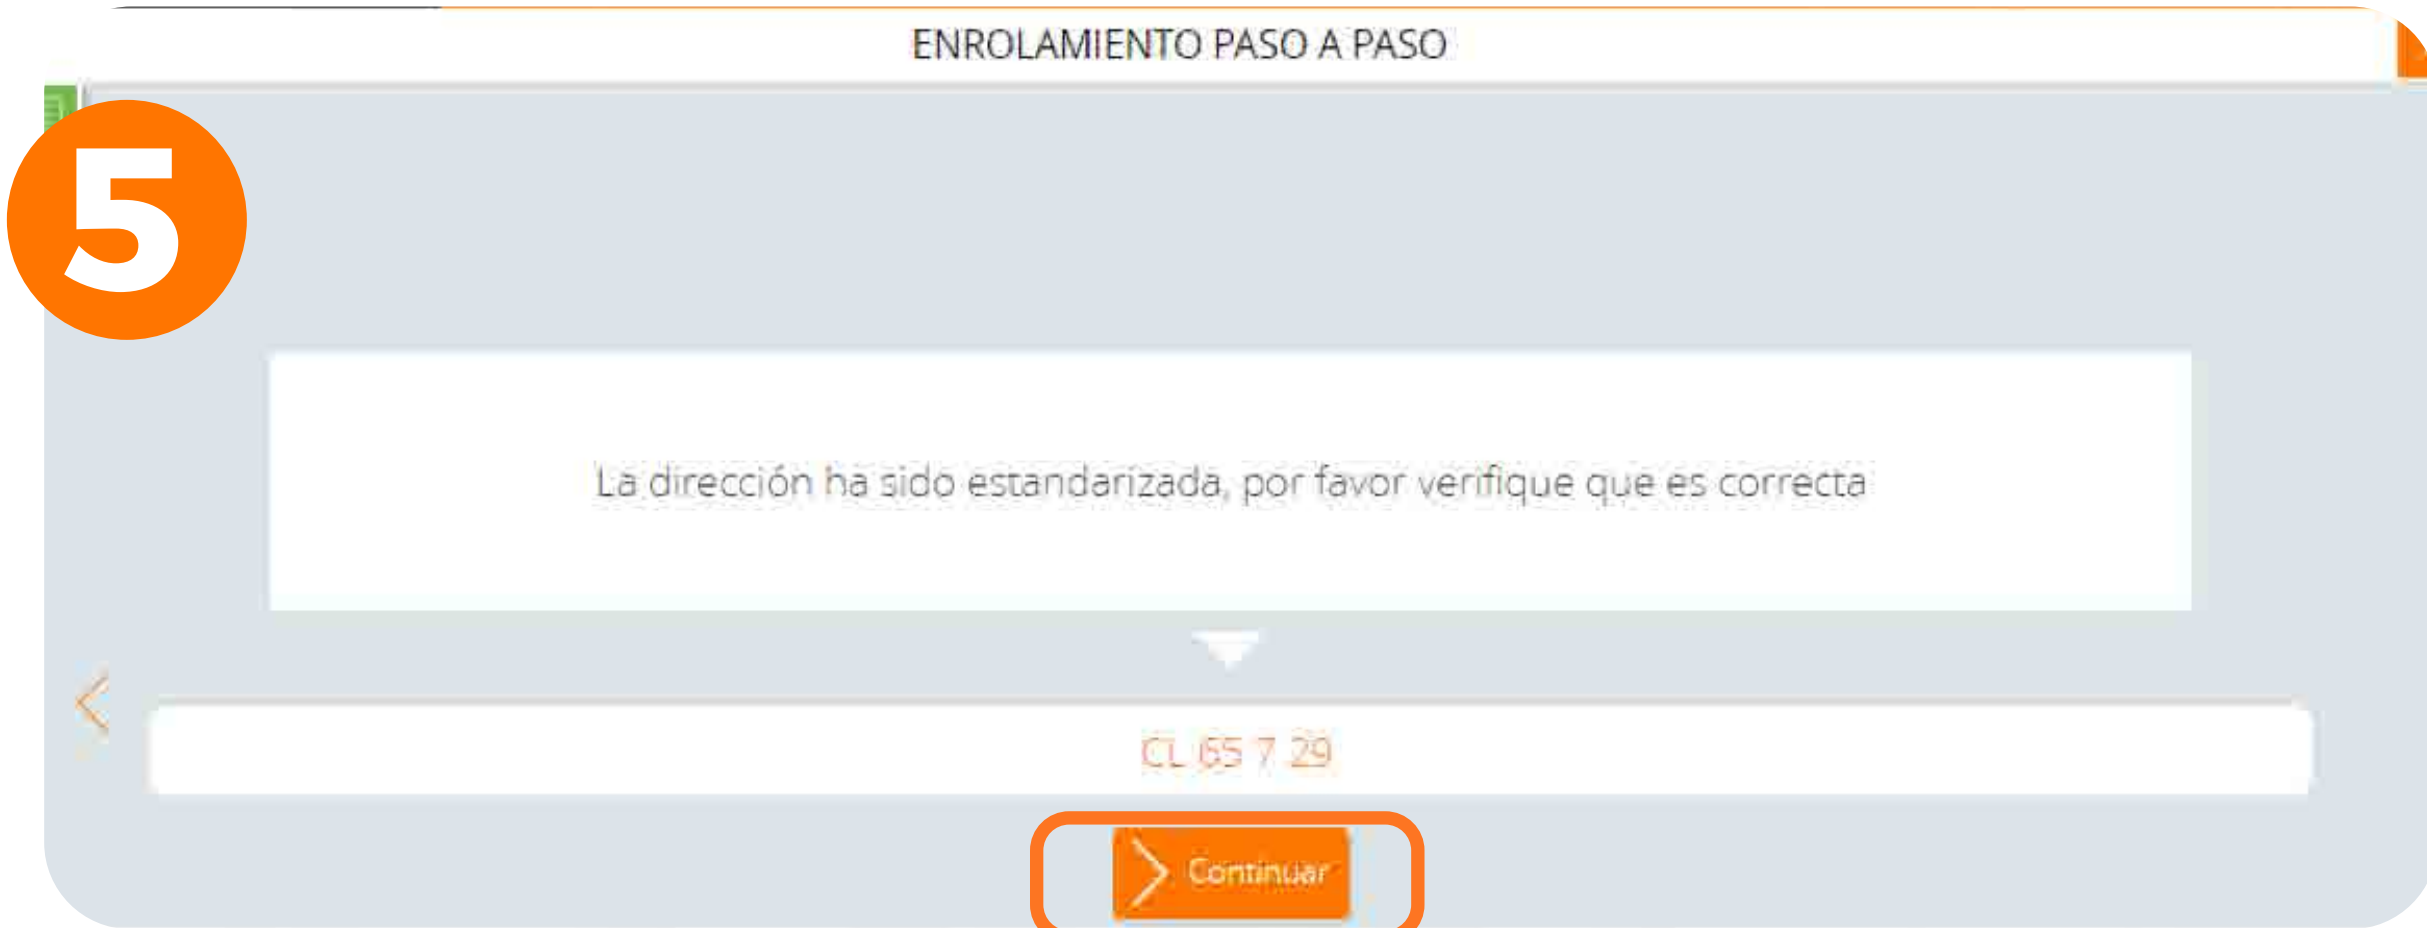 ENROLAMIENTO PASO A PASO
5
La dirección ha sido estandarizada, por favor verifique que es correcta
CL 65 7 29
Continuar